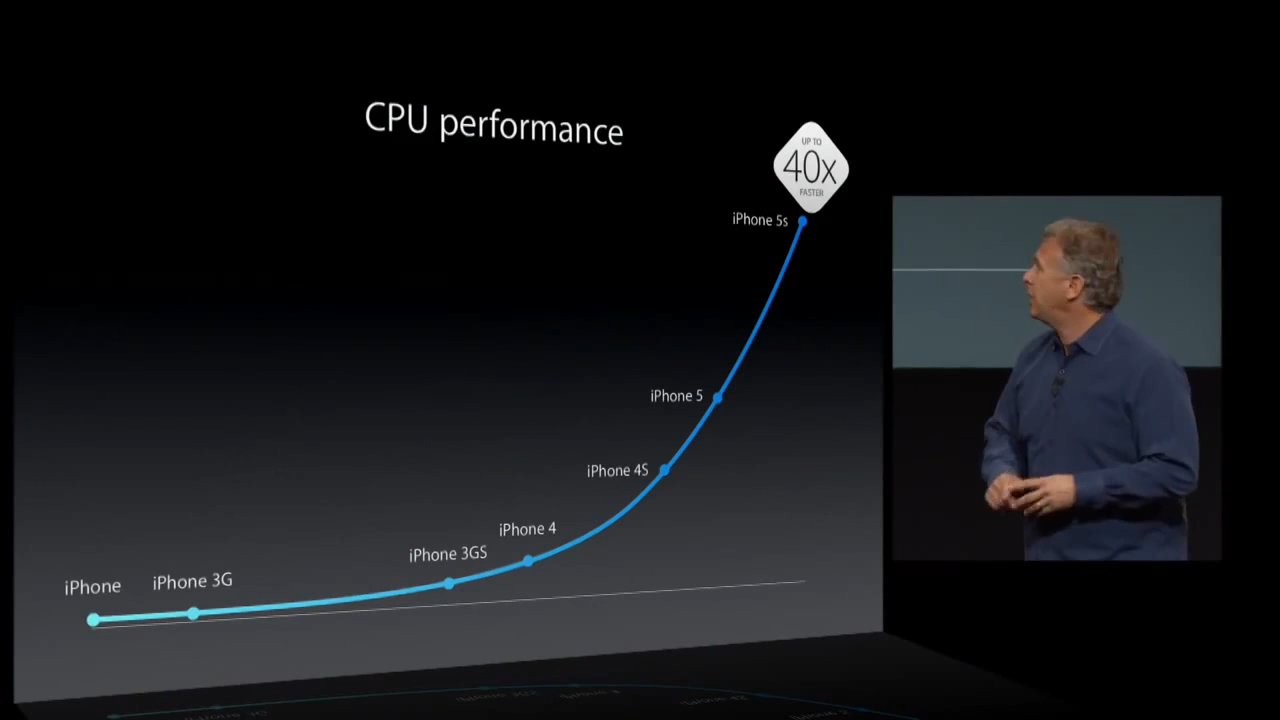 CPU performance
UP TO
40x
FASTER
iPhone 5s
iPhone 5
iPhone 4S
iPhone 4
iPhone 3GS
iPhone 3G
iPhone